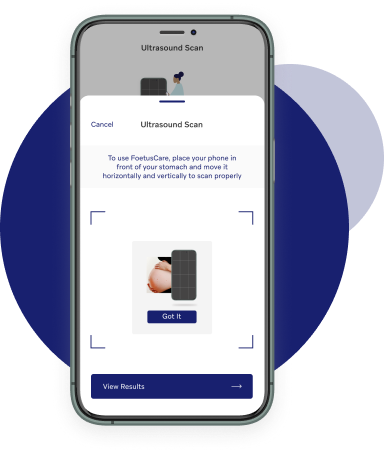 Ultrasound Scan
Cancel
Ultrasound Scan
To use FoetusCare, place your phone in
front of your stomach and move it
horizontally and vertically to scan properly
Got It
View Results